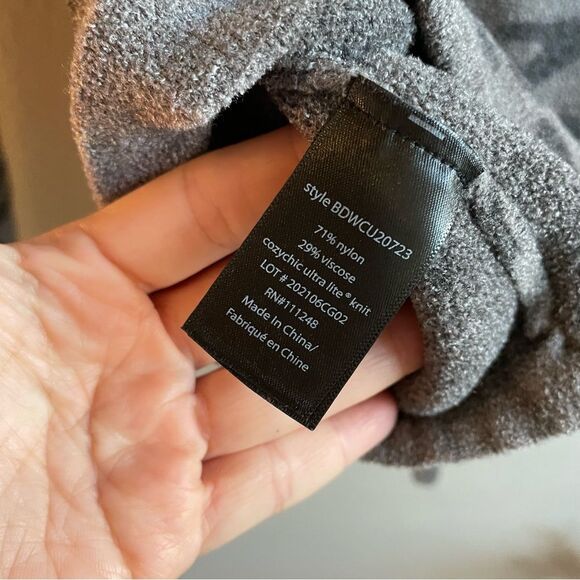 style BDWCU20723
71% nylon
29% viscose
cozychic ultra lite® knit
LOT # 202106CG02
RN#111248
Made in China/
Fabriqué en Chine